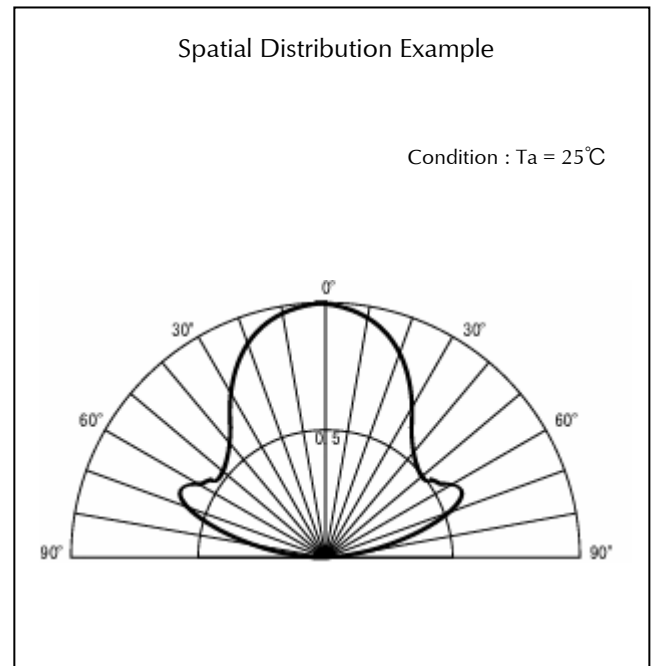 Spatial Distribution Example
Condition : Ta = 25℃
0°
30° 30°
60° 60°
0.5
90° 90°